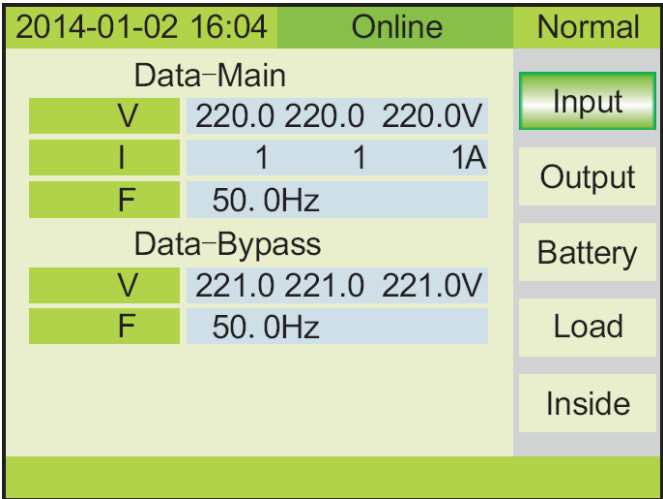 2014-01-02 16:04 Online Normal
Data-Main
V 220.0 220.0 220.0V
I 1 1 1A
F 50. 0Hz
Data-Bypass
V 221.0 221.0 221.0V
F 50. 0Hz
Input
Output
Battery
Load
Inside